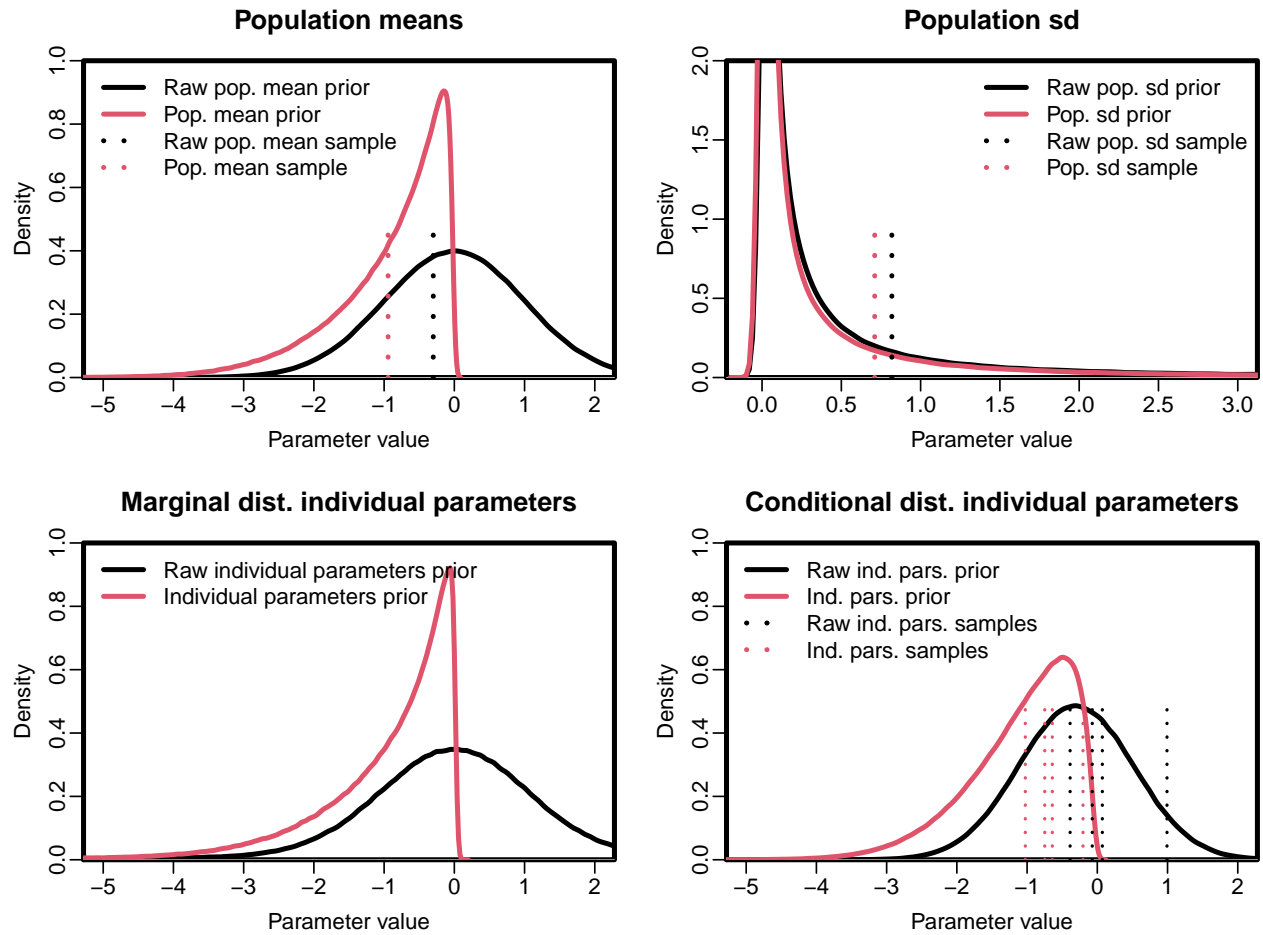 Population means
1.0
0.8
0.6
0.4
0.2
0.0
Density
Raw pop. mean prior
Pop. mean prior
Raw pop. mean sample
Pop. mean sample
−5 −4 −3 −2 −1 0 1 2
Parameter value
Population sd
2.0
1.5
1.0
0.5
0.0
Density
Raw pop. sd prior
Pop. sd prior
Raw pop. sd sample
Pop. sd sample
0.0 0.5 1.0 1.5 2.0 2.5 3.0
Parameter value
Marginal dist. individual parameters
1.0
0.8
0.6
0.4
0.2
0.0
Density
Raw individual parameters prior
Individual parameters prior
−5 −4 −3 −2 −1 0 1 2
Parameter value
Conditional dist. individual parameters
1.0
0.8
0.6
0.4
0.2
0.0
Density
Raw ind. pars. prior
Ind. pars. prior
Raw ind. pars. samples
Ind. pars. samples
−5 −4 −3 −2 −1 0 1 2
Parameter value